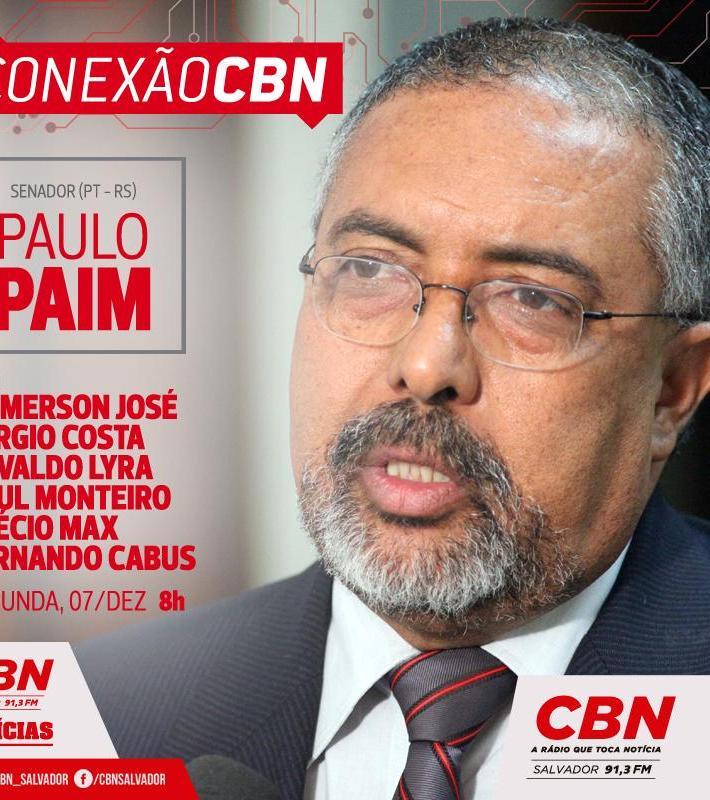 CONEXÃOCBN
SENADOR (PT - RS)
PAULO
PAIM
MERSON JOSÉ
RGIO COSTA
VALDO LYRA
UL MONTEIRO
ÉCIO MAX
RNANDO CABUS
UNDA, 07/DEZ 8h
BN
91,3 FM
ÍCIAS
BN_SALVADOR f /CBNSALVADOR
CBN
A RÁDIO QUE TOCA NOTÍCIA
SALVADOR 91,3 FM